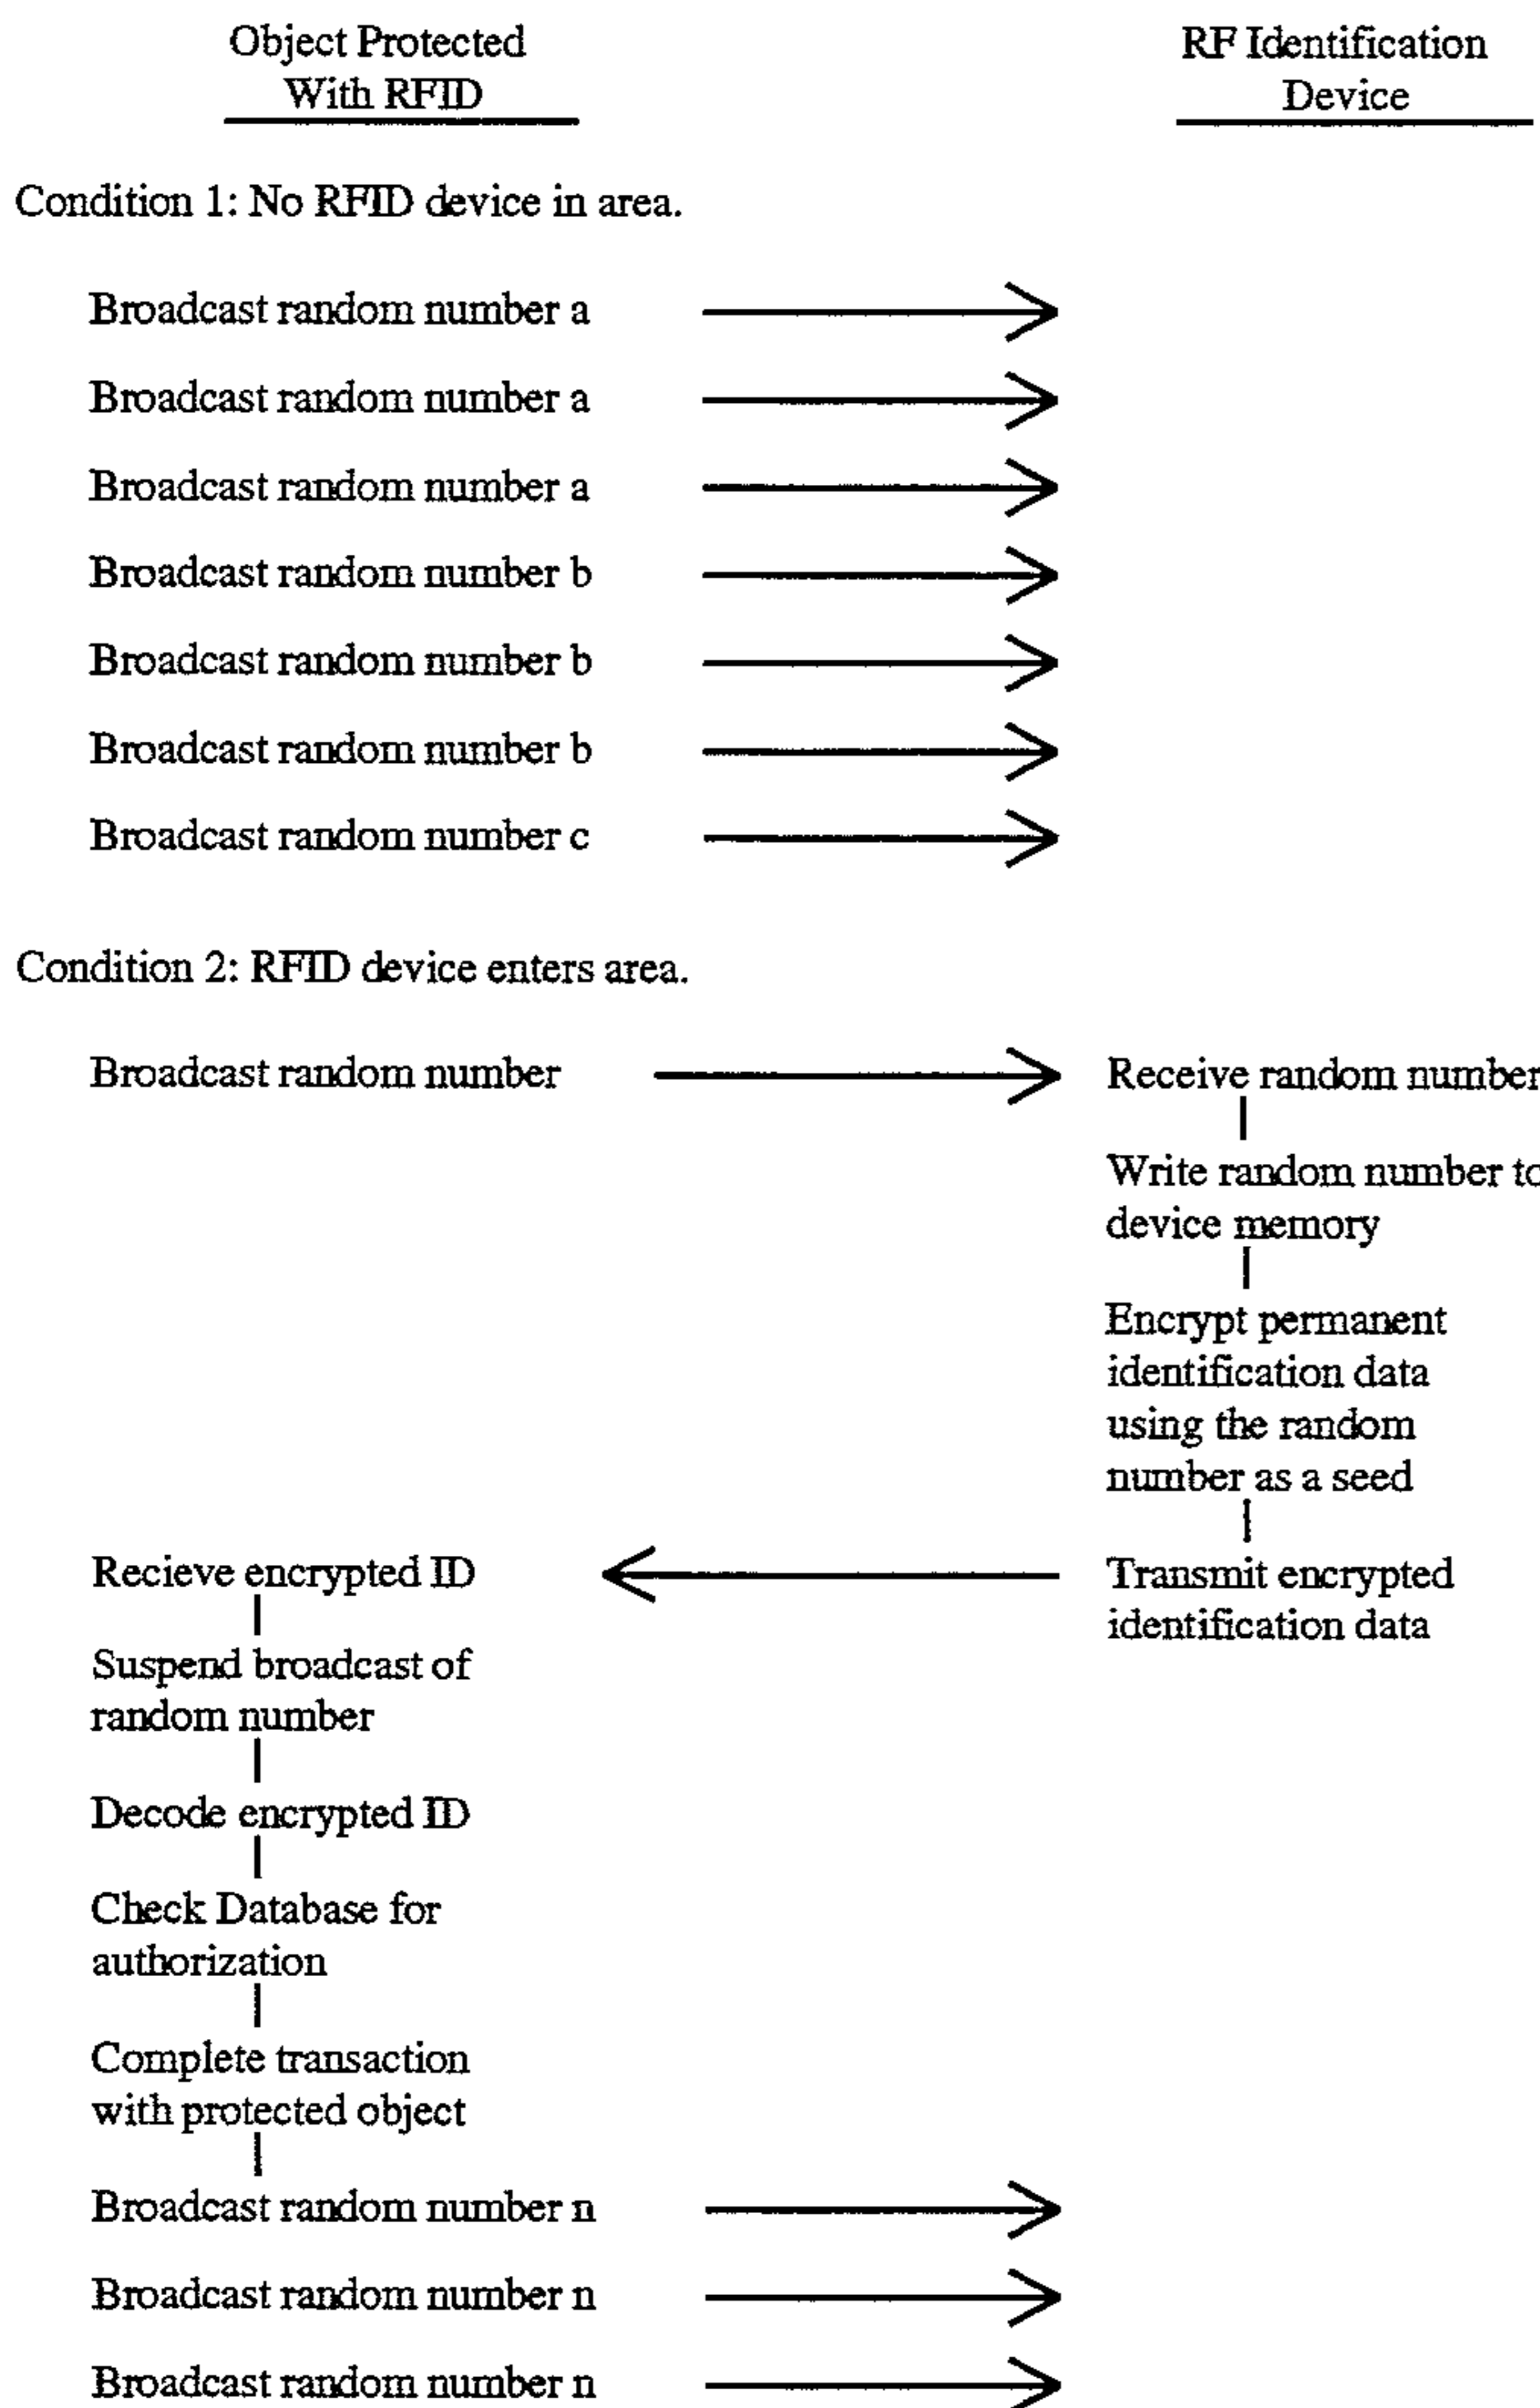 Object Protected
With RFID
RF Identification
Device
Condition 1: No RFID device in area.
Broadcast random number a
Broadcast random number a
Broadcast random number a
Broadcast random number b
Broadcast random number b
Broadcast random number b
Broadcast random number c
Condition 2: RFID device enters area.
Broadcast random number
Receive random number
Write random number to
device memory
Encrypt permanent
identification data
using the random
number as a seed
Transmit encrypted
identification data
Recieve encrypted ID
Suspend broadcast of
random number
Decode encrypted ID
Check Database for
authorization
Complete transaction
with protected object
Broadcast random number n
Broadcast random number n
Broadcast random number n